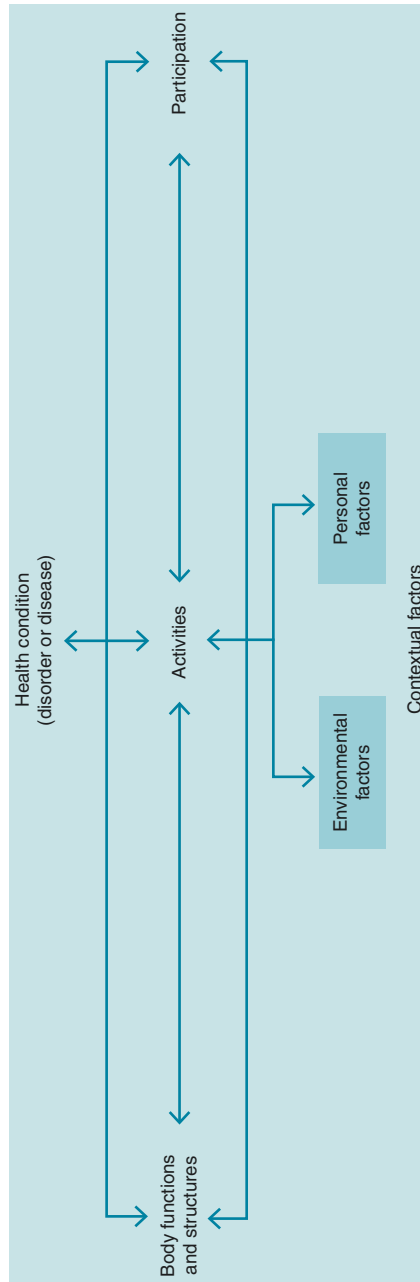 Health condition
(disorder or disease)
Body functions
and structures
Activities
Participation
Environmental
factors
Personal
factors
Contextual factors